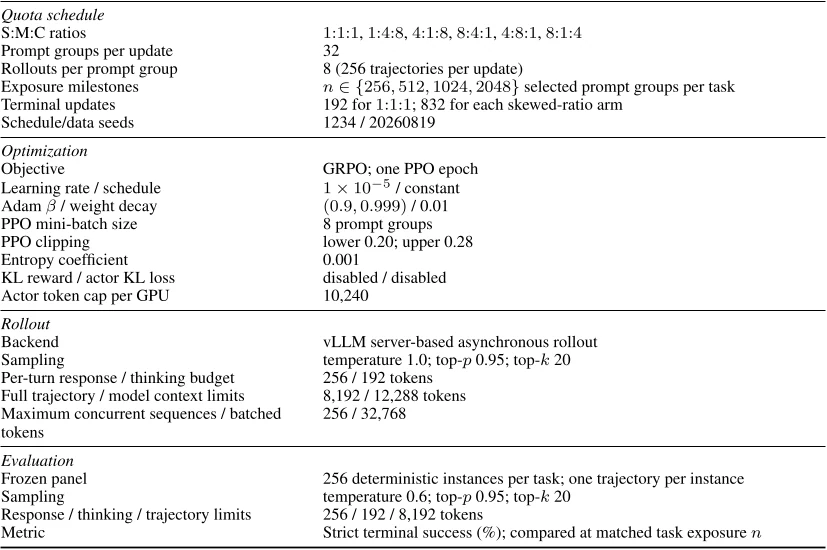 Quota schedule
S:M:C ratios 1:1:1, 1:4:8, 4:1:8, 8:4:1, 4:8:1, 8:1:4
Prompt groups per update 32
Rollouts per prompt group 8 (256 trajectories per update)
Exposure milestones n ∈ {256, 512, 1024, 2048} selected prompt groups per task
Terminal updates 192 for 1:1:1; 832 for each skewed-ratio arm
Schedule/data seeds 1234 / 20260819
Optimization
Objective GRPO; one PPO epoch
Learning rate / schedule 1 × 10⁻⁵ / constant
Adam β / weight decay (0.9, 0.999) / 0.01
PPO mini-batch size 8 prompt groups
PPO clipping lower 0.20; upper 0.28
Entropy coefficient 0.001
KL reward / actor KL loss disabled / disabled
Actor token cap per GPU 10,240
Rollout
Backend vLLM server-based asynchronous rollout
Sampling temperature 1.0; top-p 0.95; top-k 20
Per-turn response / thinking budget 256 / 192 tokens
Full trajectory / model context limits 8,192 / 12,288 tokens
Maximum concurrent sequences / batched 256 / 32,768
tokens
Evaluation
Frozen panel 256 deterministic instances per task; one trajectory per instance
Sampling temperature 0.6; top-p 0.95; top-k 20
Response / thinking / trajectory limits 256 / 192 / 8,192 tokens
Metric Strict terminal success (%); compared at matched task exposure n